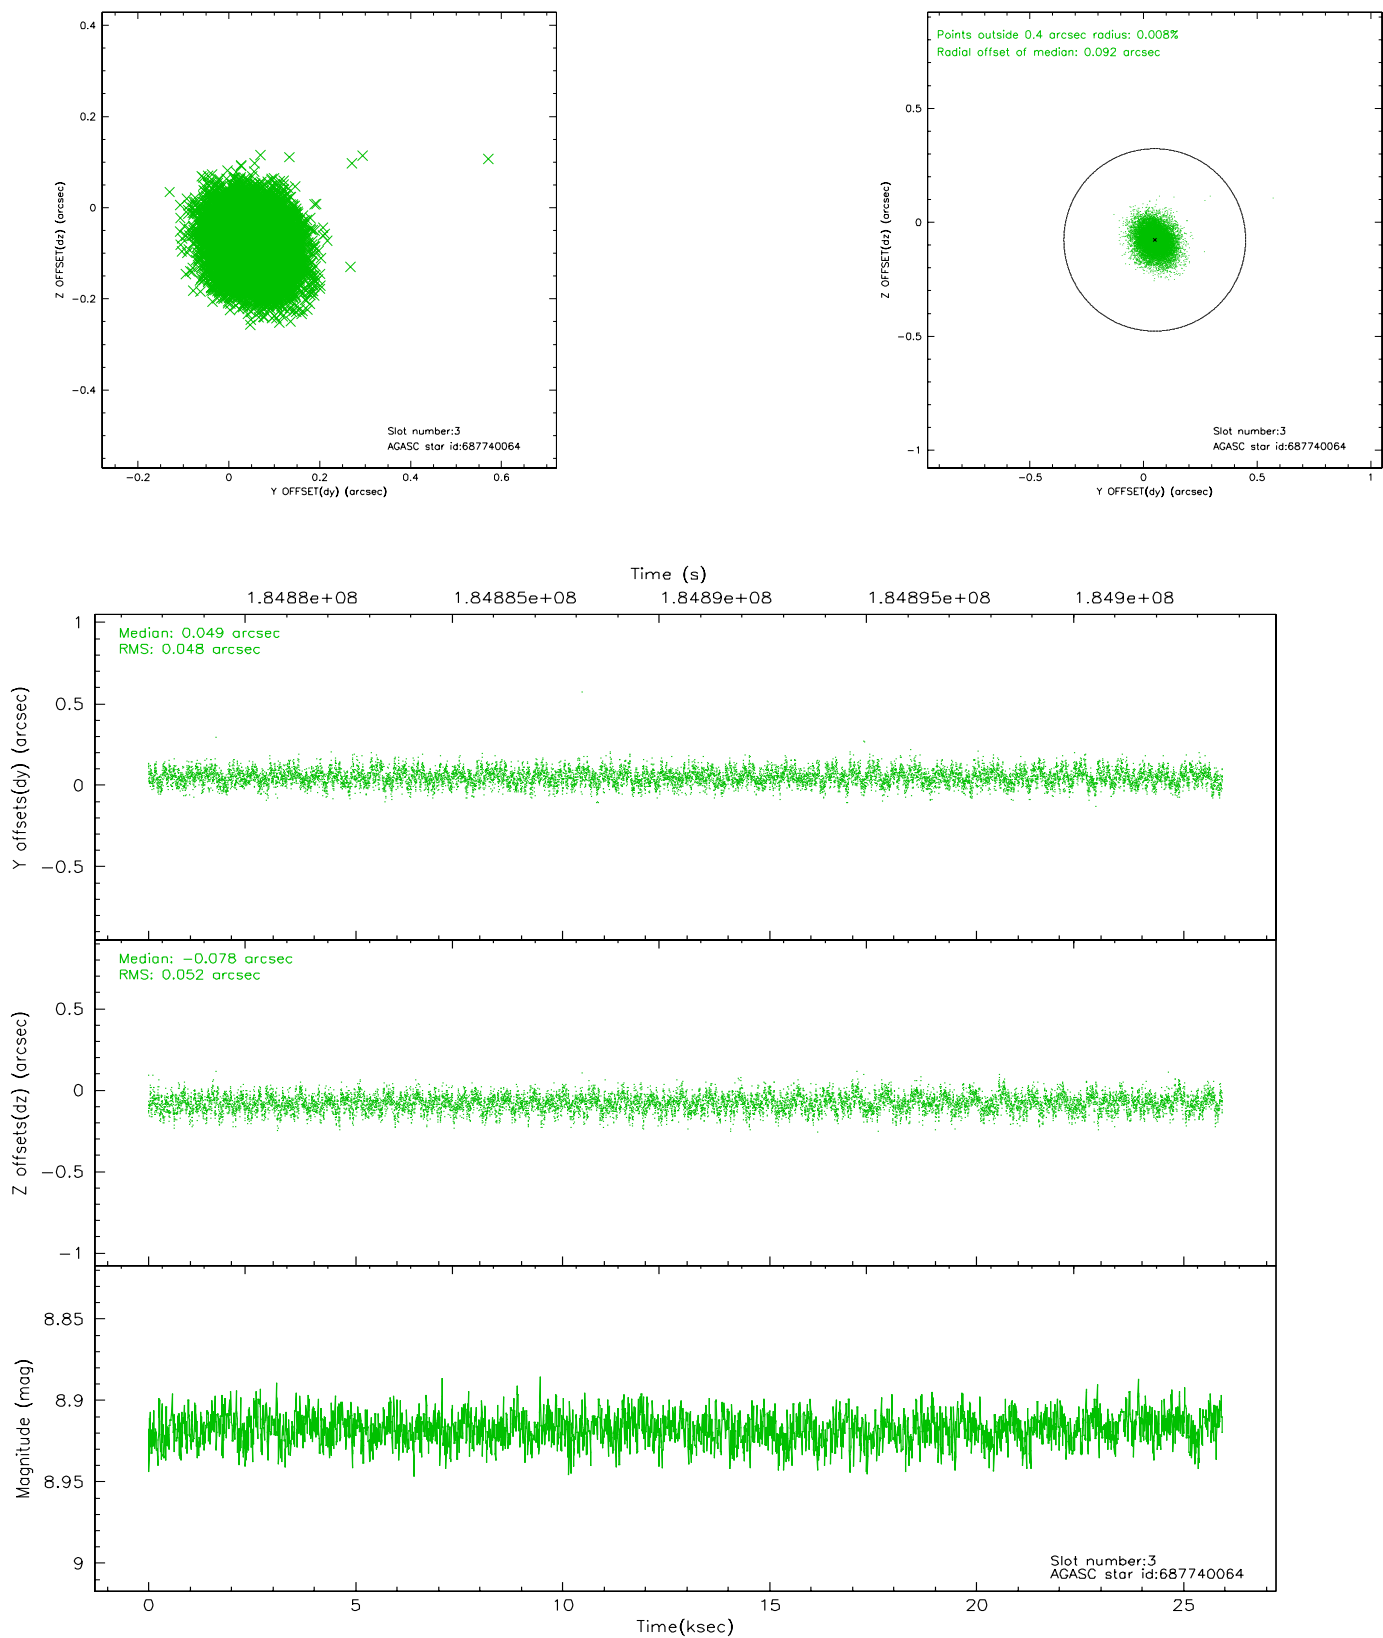 0.4
0.2
0
−0.2
−0.4
Z OFFSET(dz) (arcsec)
Slot number:3
AGASC star id:687740064
−0.2 0 0.2 0.4 0.6
Y OFFSET(dy) (arcsec)
Points outside 0.4 arcsec radius: 0.008%
Radial offset of median: 0.092 arcsec
0.5
0
−0.5
−1
Z OFFSET(dz) (arcsec)
Slot number:3
AGASC star id:687740064
−0.5 0 0.5 1
Y OFFSET(dy) (arcsec)
Time (s)
1.8488e+08 1.84885e+08 1.8489e+08 1.84895e+08 1.849e+08
Median: 0.049 arcsec
RMS: 0.048 arcsec
1
0.5
0
−0.5
Y offsets(dy) (arcsec)
Median: −0.078 arcsec
RMS: 0.052 arcsec
0.5
0
−0.5
−1
Z offsets(dz) (arcsec)
8.85
8.9
8.95
9
Magnitude (mag)
Slot number:3
AGASC star id:687740064
0 5 10 15 20 25
Time(ksec)